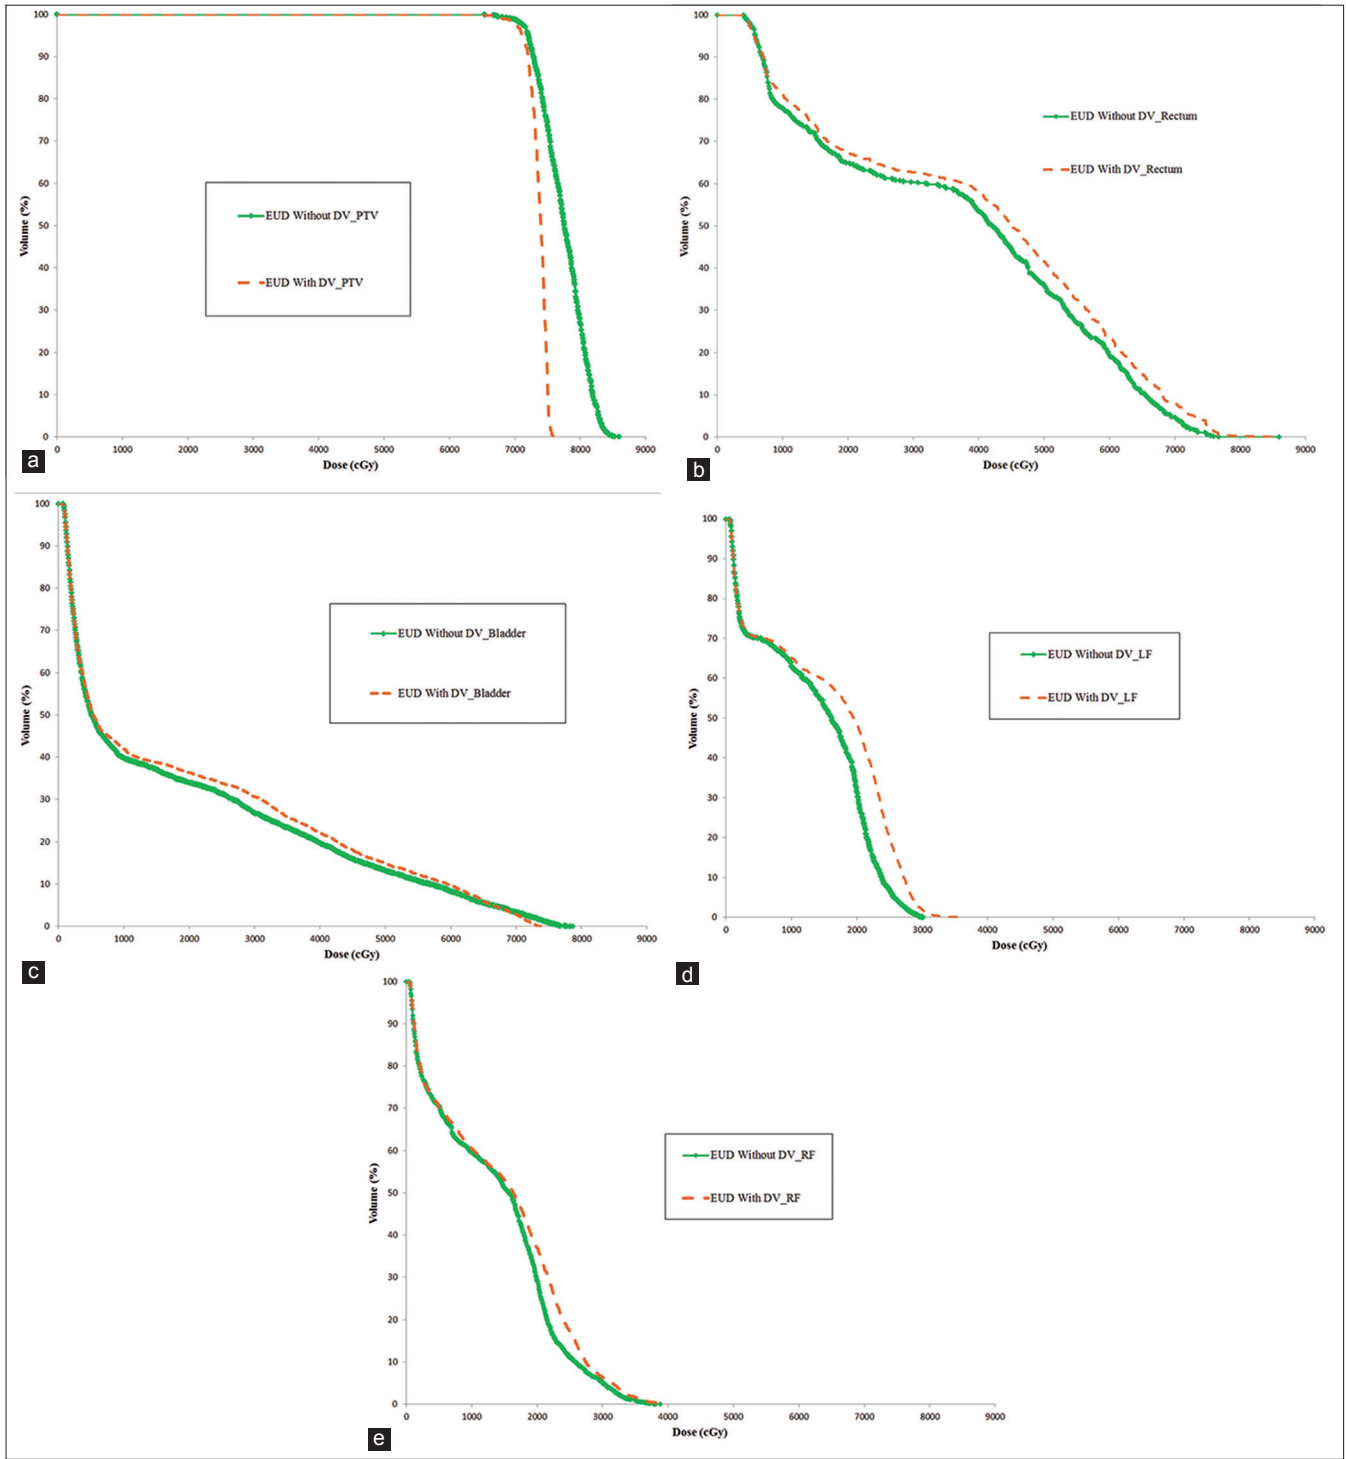 100
90
80
70
60
50
40
30
20
10
0
Volume (%)
0 1000 2000 3000 4000 5000 6000 7000 8000 9000
Dose (cGy)
EUD Without DV_PTV
EUD With DV_PTV
a
100
90
80
70
60
50
40
30
20
10
0
Volume (%)
0 1000 2000 3000 4000 5000 6000 7000 8000 9000
Dose (cGy)
EUD Without DV_Rectum
EUD With DV_Rectum
b
100
90
80
70
60
50
40
30
20
10
0
Volume (%)
0 1000 2000 3000 4000 5000 6000 7000 8000 9000
Dose (cGy)
EUD Without DV_Bladder
EUD With DV_Bladder
c
100
90
80
70
60
50
40
30
20
10
0
Volume (%)
0 1000 2000 3000 4000 5000 6000 7000 8000 9000
Dose (cGy)
EUD Without DV_LF
EUD With DV_LF
d
100
90
80
70
60
50
40
30
20
10
0
Volume (%)
0 1000 2000 3000 4000 5000 6000 7000 8000 9000
Dose (cGy)
EUD Without DV_RF
EUD With DV_RF
e